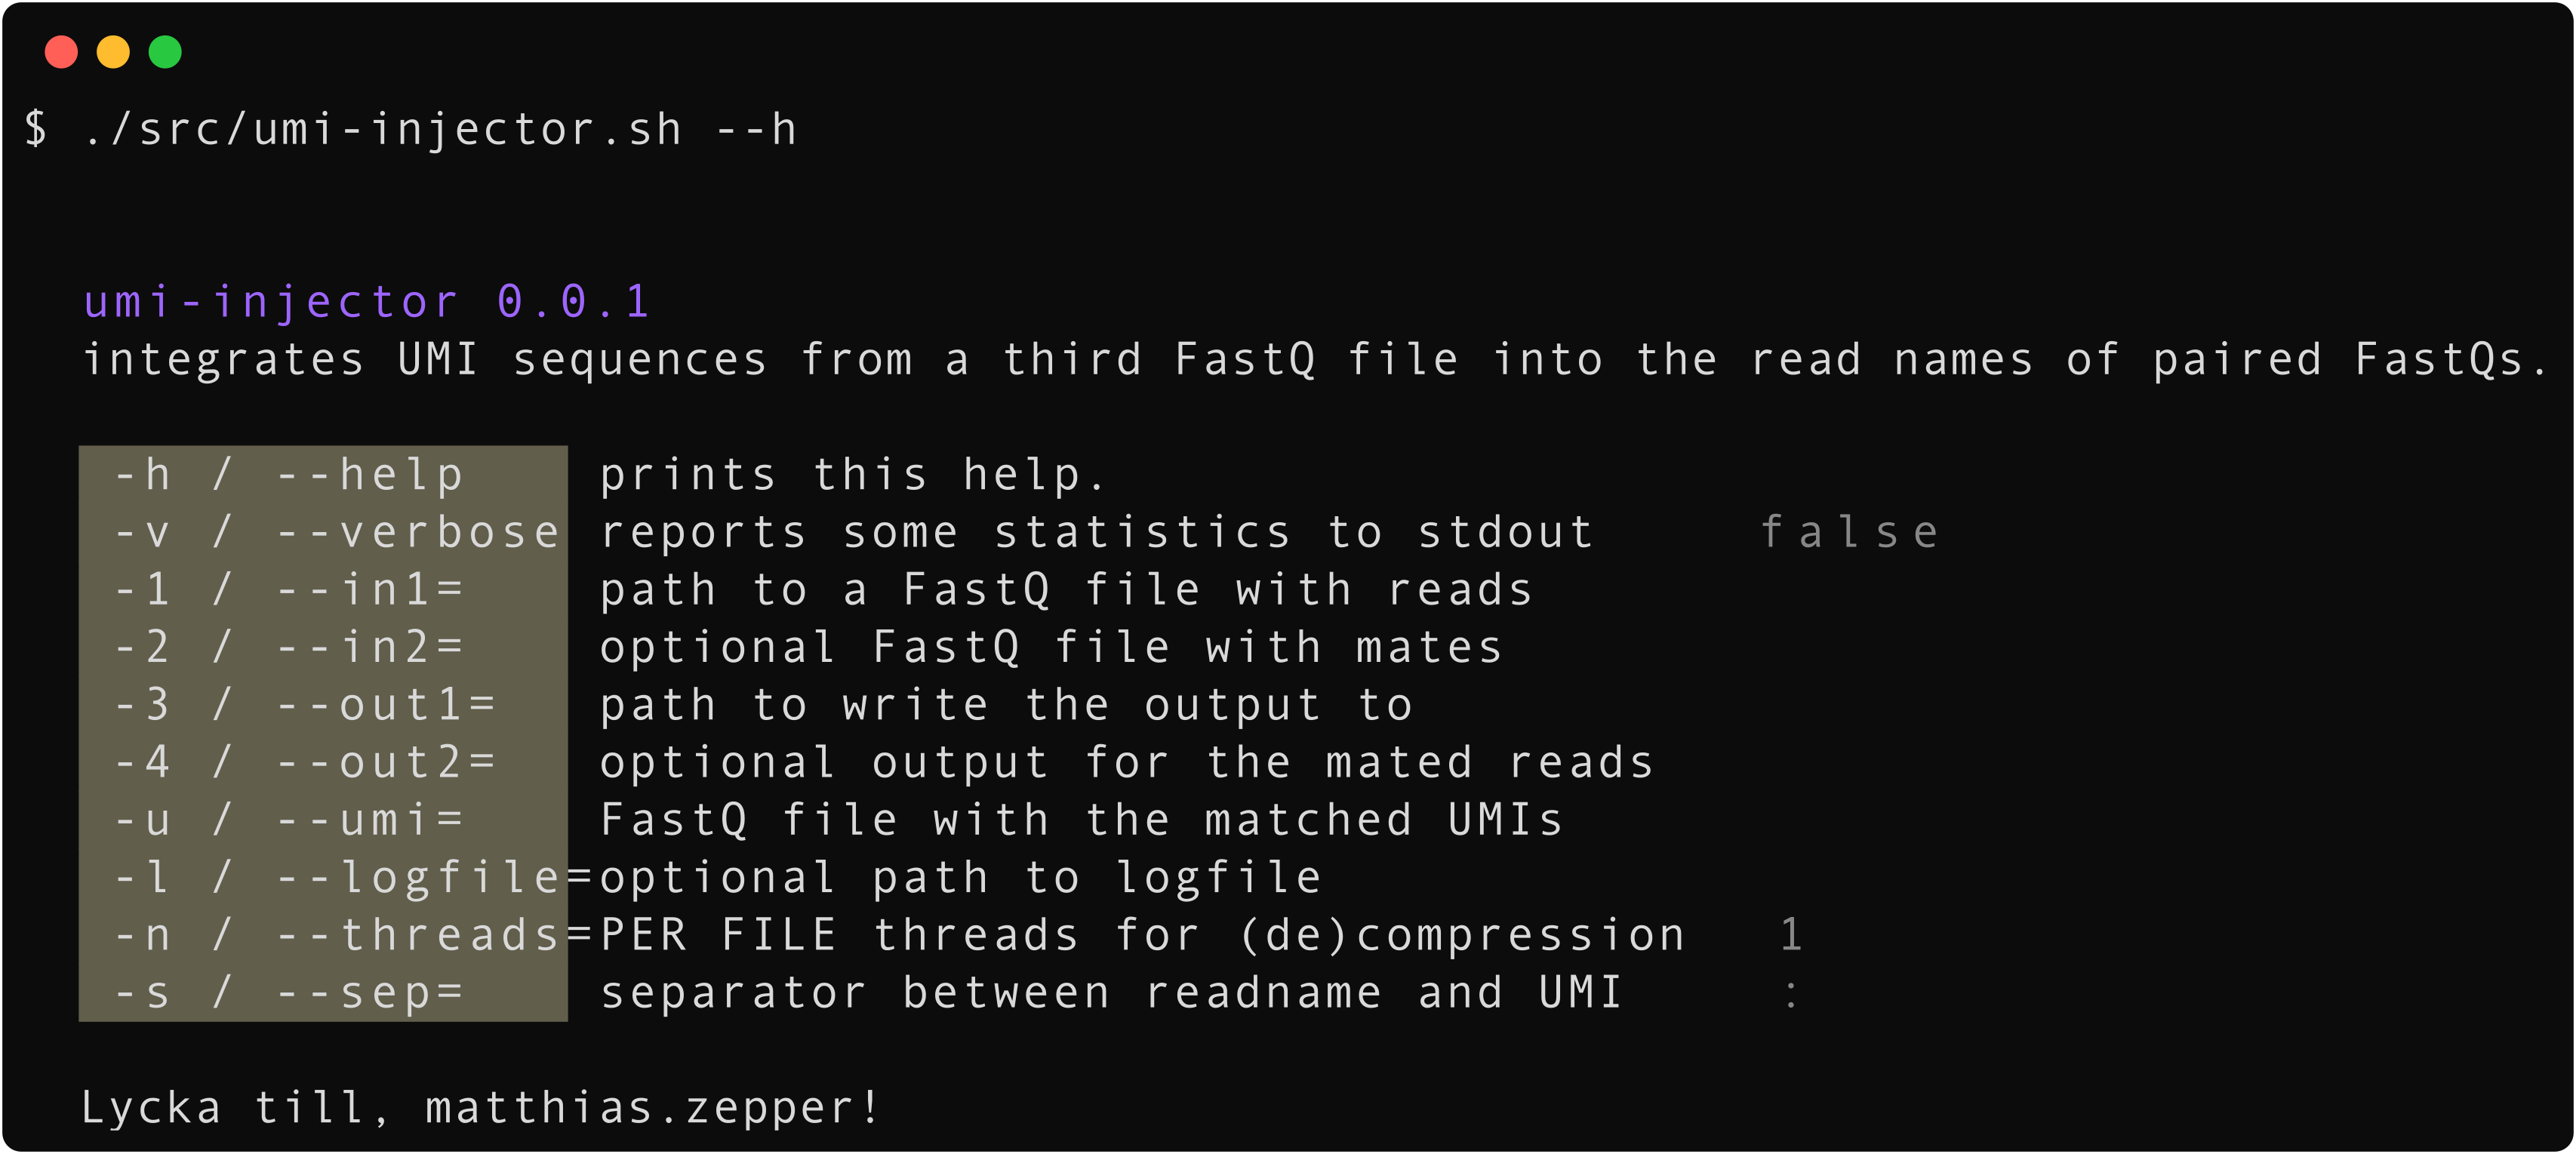 $ ./src/umi-injector.sh --h
umi-injector 0.0.1
integrates UMI sequences from a third FastQ file into the read names of paired FastQs.
-h / --help prints this help.
-v / --verbose reports some statistics to stdout false
-1 / --in1= path to a FastQ file with reads
-2 / --in2= optional FastQ file with mates
-3 / --out1= path to write the output to
-4 / --out2= optional output for the mated reads
-u / --umi= FastQ file with the matched UMIs
-l / --logfile=optional path to logfile
-n / --threads=PER FILE threads for (de)compression 1
-s / --sep= separator between readname and UMI :
Lycka till, matthias.zepper!